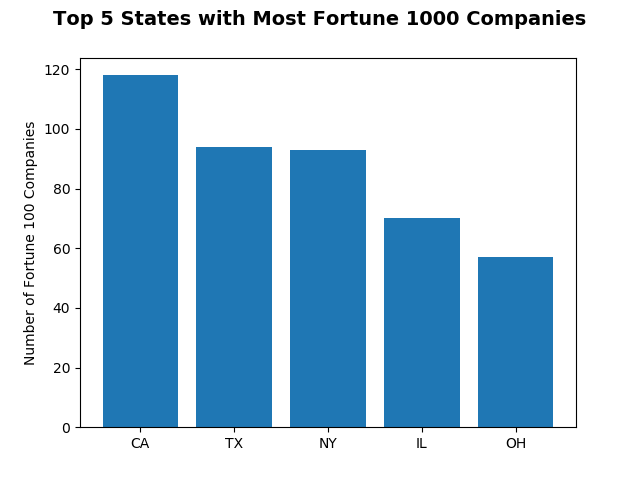 Top 5 States with Most Fortune 1000 Companies
Number of Fortune 100 Companies
120
100
80
60
40
20
0
CA TX NY IL OH